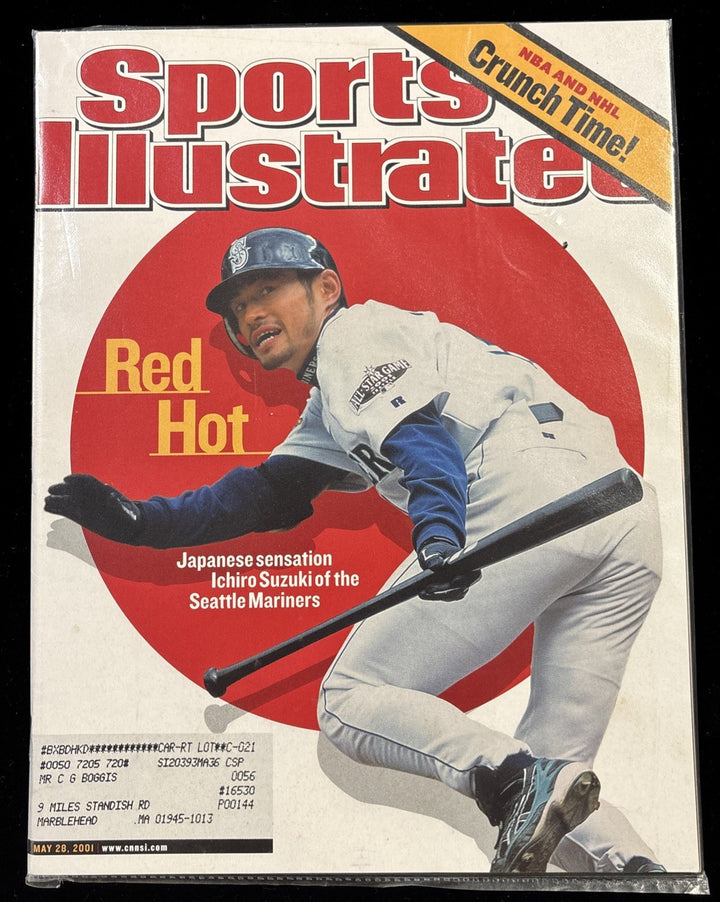 NBA AND NHL
Crunch Time!
Sports
Illustrated
Red
Hot
ALL-STAR GAME
R
R
Japanese sensation
Ichiro Suzuki of the
Seattle Mariners
#BXBDHKD************CAR-RT LOT**C-021
#0050 7205 720# SI20393MA36 CSP
MR C G BOGGIS 0056
#16530
9 MILES STANDISH RD P00144
MARBLEHEAD ,MA 01945-1013
MAY 28, 2001 | www.cnnsi.com